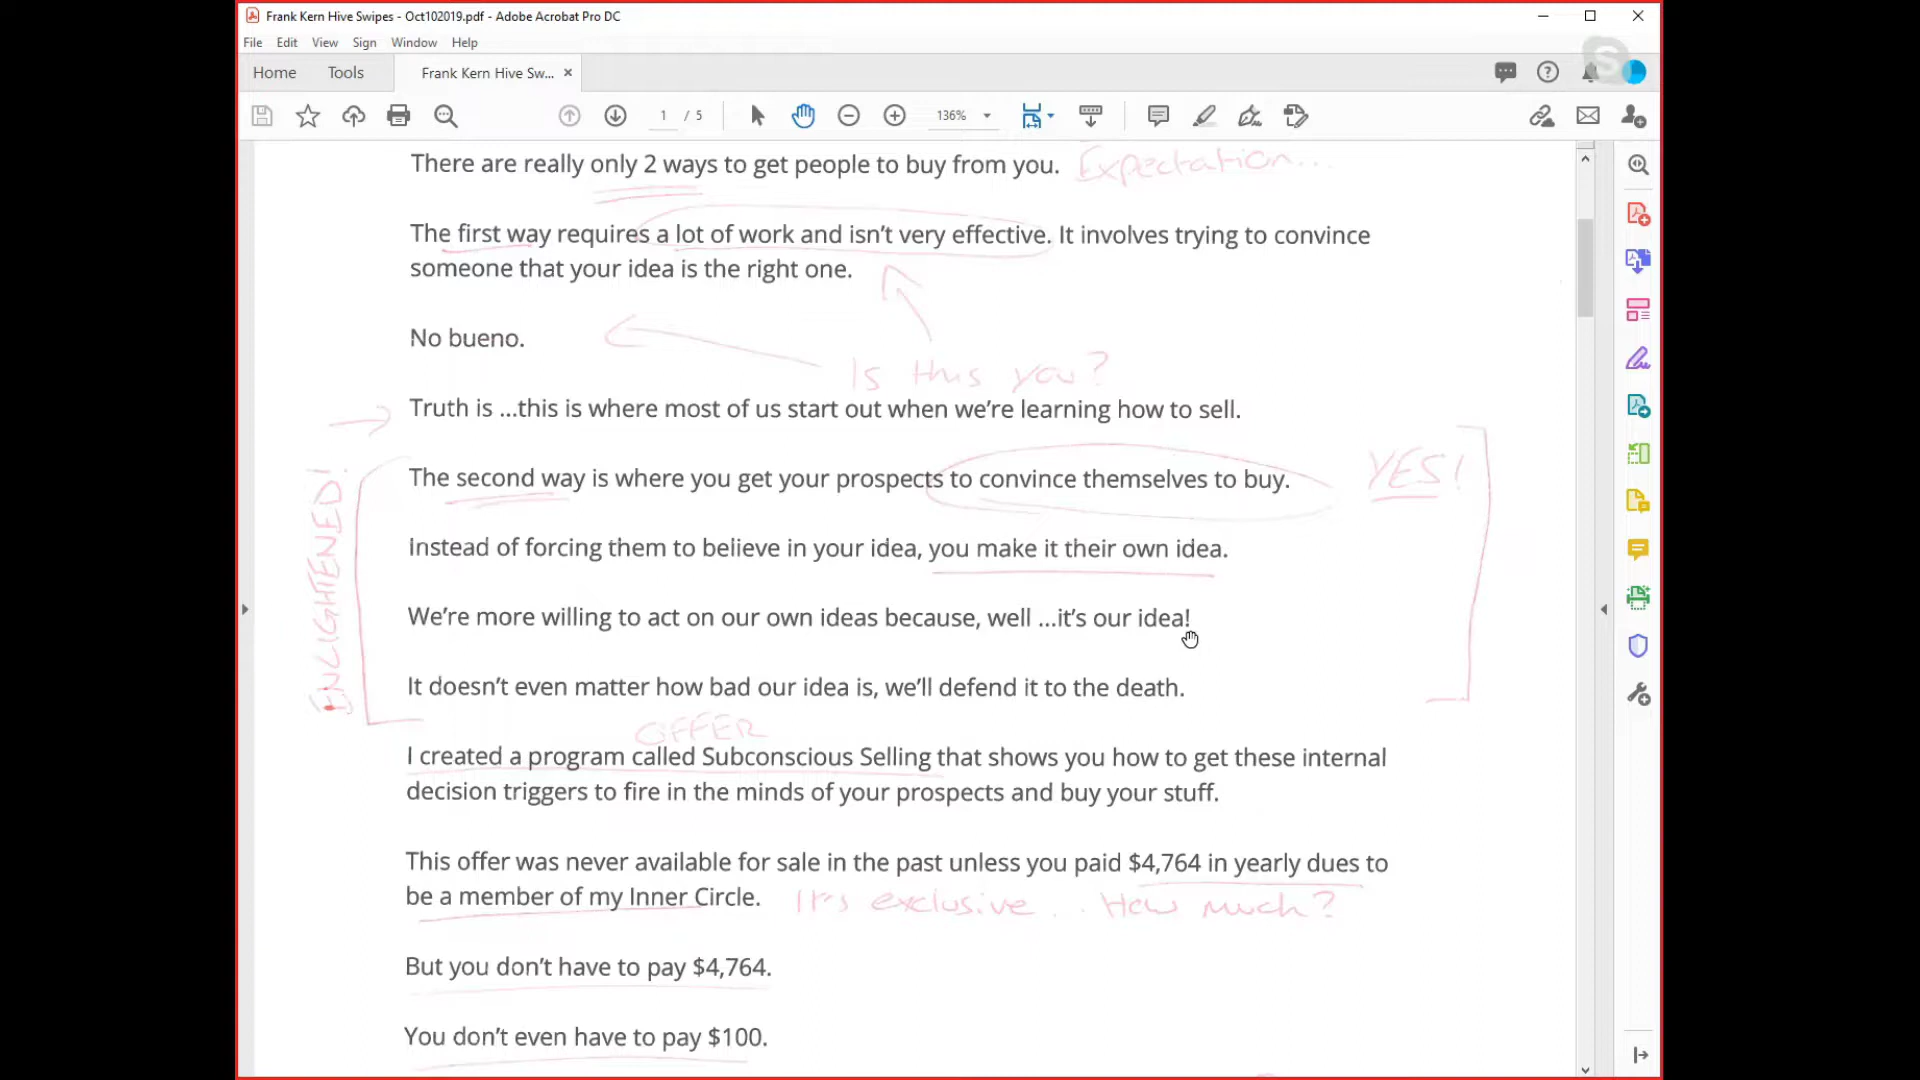 Frank Kern Hive Swipes - Oct102019.pdf - Adobe Acrobat Pro DC
File Edit View Sign Window Help
Home Tools Frank Kern Hive Sw... ×
1 / 5 136%
There are really only 2 ways to get people to buy from you. Expectation...
The first way requires a lot of work and isn't very effective. It involves trying to convince
someone that your idea is the right one.
No bueno.
Is this you?
Truth is ...this is where most of us start out when we're learning how to sell.
The second way is where you get your prospects to convince themselves to buy. YES!
ENLIGHTENED!
Instead of forcing them to believe in your idea, you make it their own idea.
We're more willing to act on our own ideas because, well ...it's our idea!
It doesn't even matter how bad our idea is, we'll defend it to the death.
OFFER
I created a program called Subconscious Selling that shows you how to get these internal
decision triggers to fire in the minds of your prospects and buy your stuff.
This offer was never available for sale in the past unless you paid $4,764 in yearly dues to
be a member of my Inner Circle. It's exclusive... How much?
But you don't have to pay $4,764.
You don't even have to pay $100.